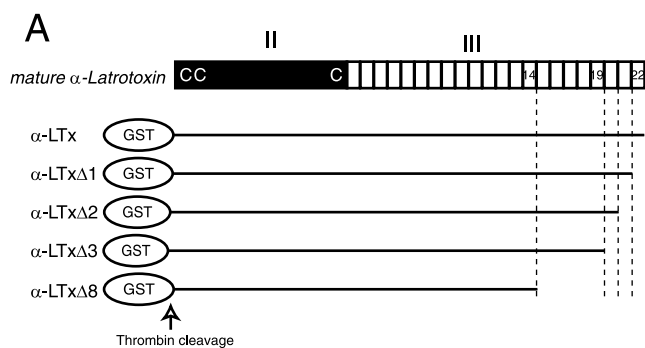 A
II III
mature α-Latrotoxin CC C 14 19 22
α-LTx GST
α-LTxΔ1 GST
α-LTxΔ2 GST
α-LTxΔ3 GST
α-LTxΔ8 GST
Thrombin cleavage